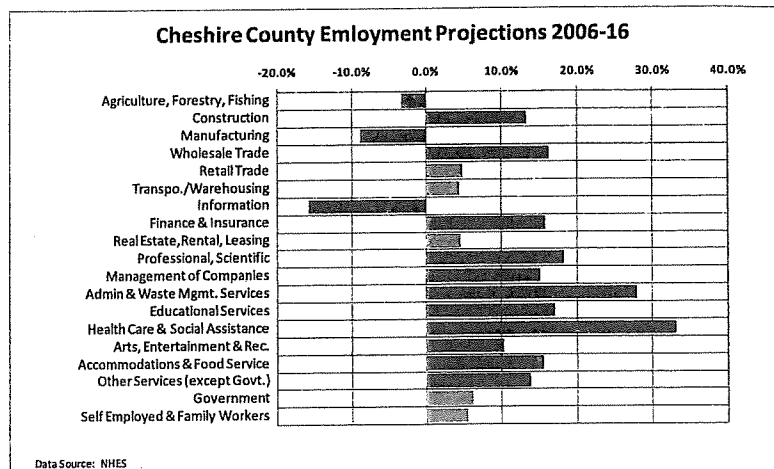 Cheshire County Emloyment Projections 2006-16
-20.0% -10.0% 0.0% 10.0% 20.0% 30.0% 40.0%
Agriculture, Forestry, Fishing
Construction
Manufacturing
Wholesale Trade
Retail Trade
Transpo./Warehousing
Information
Finance & Insurance
Real Estate,Rental, Leasing
Professional, Scientific
Management of Companies
Admin & Waste Mgmt. Services
Educational Services
Health Care & Social Assistance
Arts, Entertainment & Rec.
Accommodations & Food Service
Other Services (except Govt.)
Government
Self Employed & Family Workers
Data Source: NHES